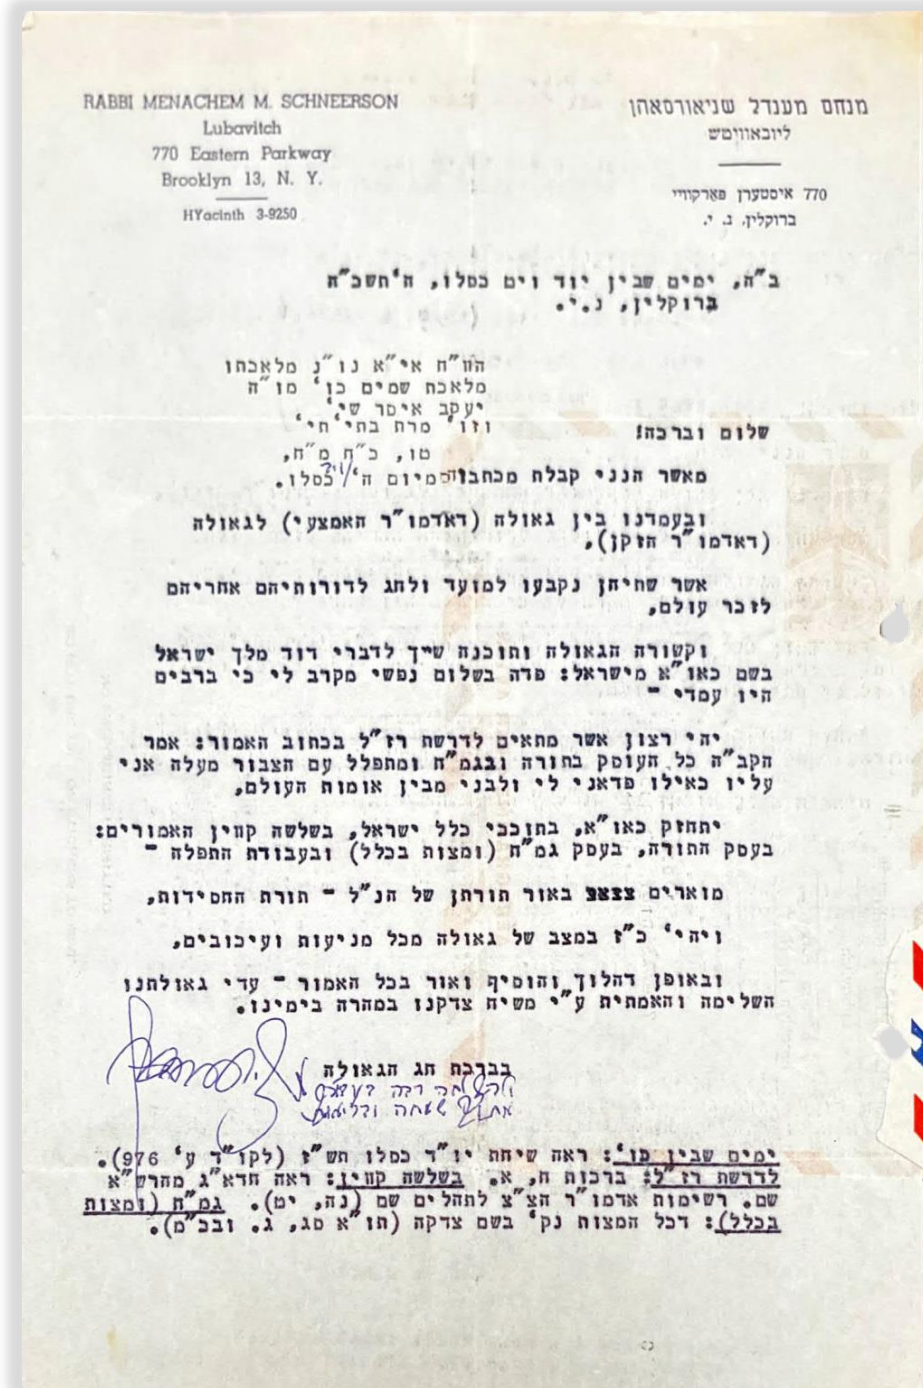 RABBI MENACHEM M. SCHNEERSON
Lubavitch
770 Eastern Parkway
Brooklyn 13, N. Y.
HYacinth 3-9250
מנחם מענדל שניאורסאהן
ליובאוויטש
770 איסטערן פארקוויי
ברוקלין, נ. י.
ב"ה, ימים שבין יוד ויט כסלו, ה'תשכ"ח
ברוקלין, נ.י.
הוו"ח אי"א נו"נ מלאכתו
מלאכת שמים כו' מו"ה
יעקב איסר שי'
וזו' מרת בתי' תי'
שלום וברכה!
טו, כ"ח מ"ח,
מאשר הנני קבלת מכתבו מיום ה' כסלו.
ובעמדנו בין גאולה (דאדמו"ר האמצעי) לגאולה
(דאדמו"ר הזקן),
אשר שתיהן נקבעו למועד ולחג לדורותיהם אחריהם
לזכר עולם,
וקשורה הגאולה ותוכנה שייך לדברי דוד מלך ישראל
בשם כאו"א מישראל: פדה בשלום נפשי מקרב לי כי ברבים
היו עמדי -
יהי רצון אשר מתאים לדרשת רז"ל בכתוב האמור: אמר
הקב"ה כל העוסק בתורה ובגמ"ח ומתפלל עם הצבור מעלה אני
עליו כאילו פדאני לי ולבני מבין אומות העולם,
יתחזק כאו"א, בתוככי כלל ישראל, בשלשה קוין האמורים:
בעסק התורה, בעסק גמ"ח (ומצות בכלל) ובעבודת התפלה -
מוארים באור תורתן של הנ"ל - תורת החסידות,
ויהי' כ"ז במצב של גאולה מכל מניעות ועיכובים,
ובאופן דהלוך והוסיף ואור בכל האמור - עדי גאולתנו
השלימה והאמתית ע"י משיח צדקנו במהרה בימינו.
בברכת חג הגאולה
ולהצלחה רבה
מתוך שמחה
ימים שבין כו': ראה שיחת יו"ד כסלו תש"ז (לקו"ד ע' 976).
לדרשת רז"ל: ברכות ח, א. בשלשה קוין: ראה חדא"ג מהרש"א
שם. רשימות אדמו"ר הצ"צ לתהלים שם (נה, יט). גמ"ח (ומצות
בכלל): דכל המצות נק' בשם צדקה (תו"א סג, ג. ובכ"מ).